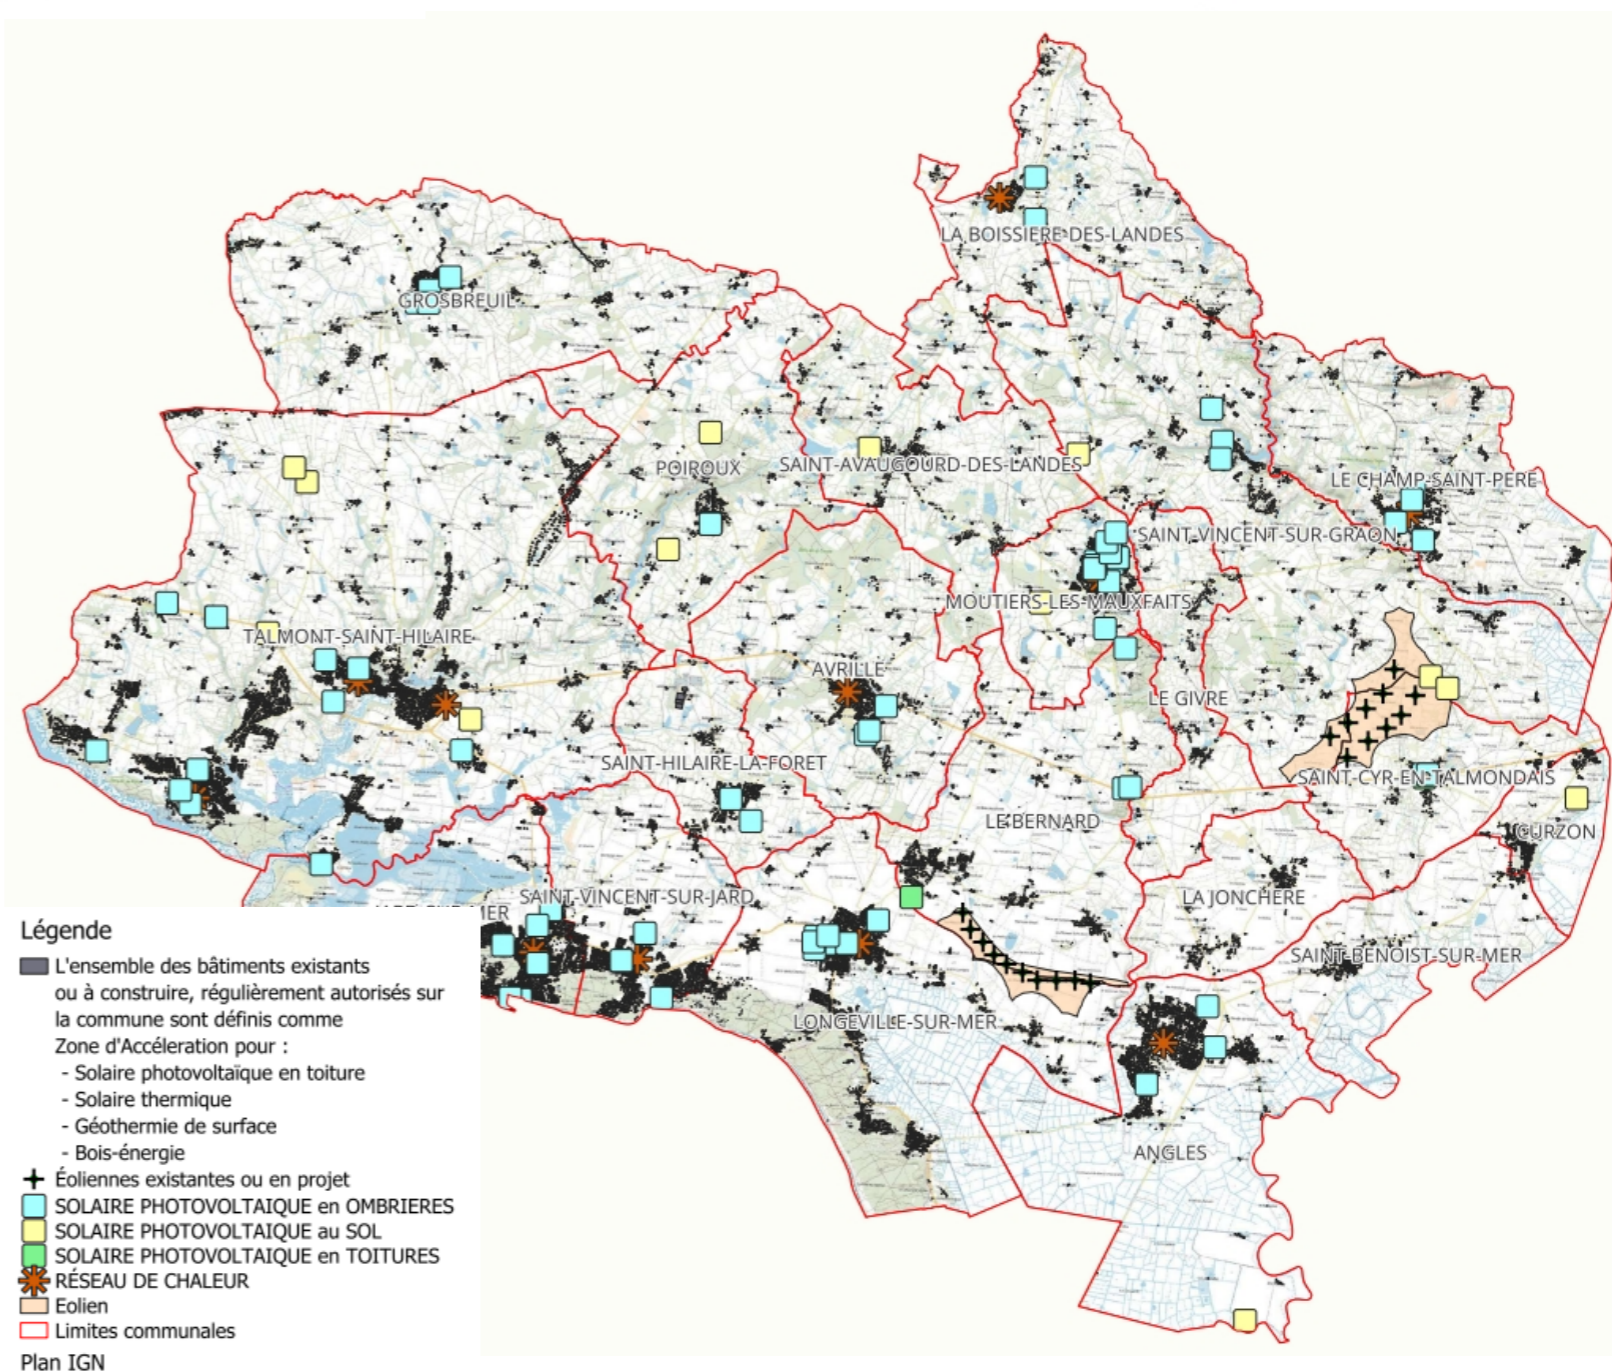 LA BOISSIERE-DES-LANDES
GROSBREUIL
POIROUX
SAINT-AVAUGOURD-DES-LANDES
LE CHAMP-SAINT-PERE
SAINT-VINCENT-SUR-GRAON
MOUTIERS-LES-MAUXFAITS
TALMONT-SAINT-HILAIRE
AVRILLE
LE GIVRE
SAINT-HILAIRE-LA-FORET
SAINT-CYR-EN-TALMONDAIS
LE BERNARD
CURZON
SAINT-VINCENT-SUR-JARD
LA JONCHERE
SAINT-BENOIST-SUR-MER
LONGEVILLE-SUR-MER
ANGLES
Légende
L'ensemble des bâtiments existants
ou à construire, régulièrement autorisés sur
la commune sont définis comme
Zone d'Accéleration pour :
- Solaire photovoltaïque en toiture
- Solaire thermique
- Géothermie de surface
- Bois-énergie
Éoliennes existantes ou en projet
SOLAIRE PHOTOVOLTAIQUE en OMBRIERES
SOLAIRE PHOTOVOLTAIQUE au SOL
SOLAIRE PHOTOVOLTAIQUE en TOITURES
RÉSEAU DE CHALEUR
Eolien
Limites communales
Plan IGN